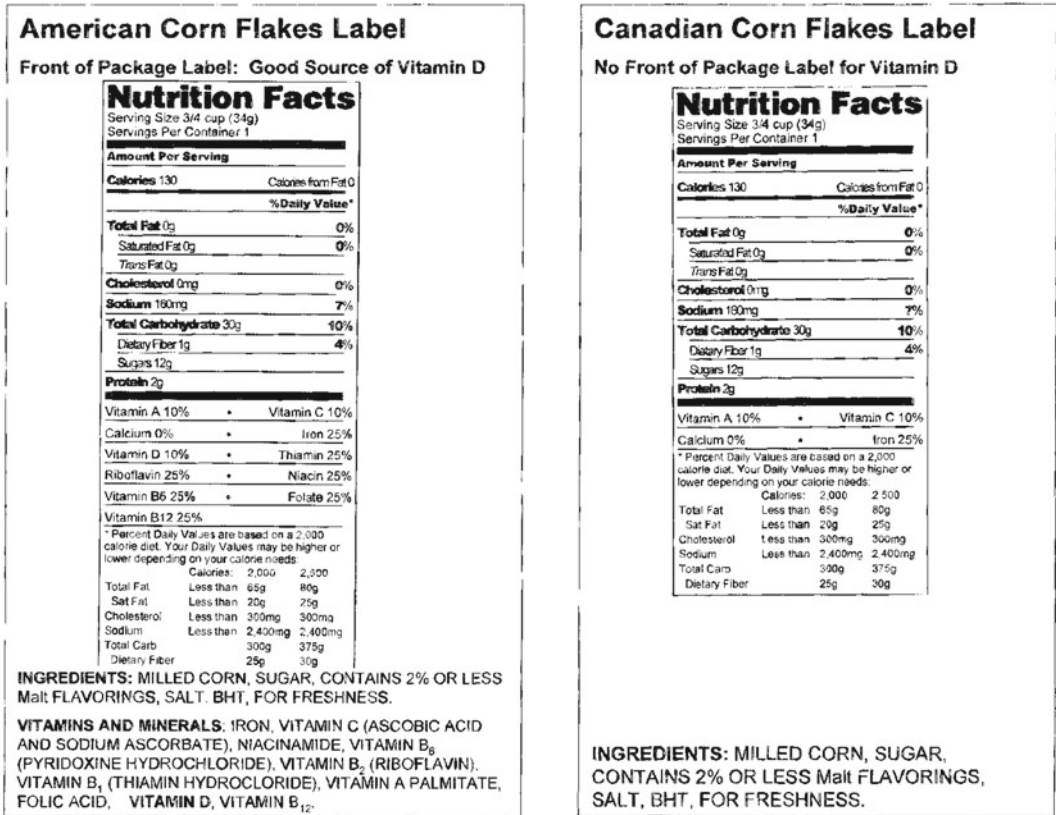 American Corn Flakes Label
Front of Package Label: Good Source of Vitamin D
Nutrition Facts
Serving Size 3/4 cup (34g)
Servings Per Container 1
Amount Per Serving
Calories 130 Calories from Fat 0
%Daily Value*
Total Fat 0g 0%
Saturated Fat 0g 0%
Trans Fat 0g
Cholesterol 0mg 0%
Sodium 160mg 7%
Total Carbohydrate 30g 10%
Dietary Fiber 1g 4%
Sugars 12g
Protein 2g
Vitamin A 10% • Vitamin C 10%
Calcium 0% • Iron 25%
Vitamin D 10% • Thiamin 25%
Riboflavin 25% • Niacin 25%
Vitamin B6 25% • Folate 25%
Vitamin B12 25%
* Percent Daily Values are based on a 2,000
calorie diet. Your Daily Values may be higher or
lower depending on your calorie needs:
Calories: 2,000 2,500
Total Fat Less than 65g 80g
Sat Fat Less than 20g 25g
Cholesterol Less than 300mg 300mg
Sodium Less than 2,400mg 2,400mg
Total Carb 300g 375g
Dietary Fiber 25g 30g
INGREDIENTS: MILLED CORN, SUGAR, CONTAINS 2% OR LESS
Malt FLAVORINGS, SALT. BHT, FOR FRESHNESS.
VITAMINS AND MINERALS: IRON, VITAMIN C (ASCOBIC ACID
AND SODIUM ASCORBATE), NIACINAMIDE, VITAMIN B6
(PYRIDOXINE HYDROCHLORIDE), VITAMIN B2 (RIBOFLAVIN),
VITAMIN B1 (THIAMIN HYDROCLORIDE), VITAMIN A PALMITATE,
FOLIC ACID, VITAMIN D, VITAMIN B12.
Canadian Corn Flakes Label
No Front of Package Label for Vitamin D
Nutrition Facts
Serving Size 3/4 cup (34g)
Servings Per Container 1
Amount Per Serving
Calories 130 Calories from Fat 0
%Daily Value*
Total Fat 0g 0%
Saturated Fat 0g 0%
Trans Fat 0g
Cholesterol 0mg 0%
Sodium 160mg 7%
Total Carbohydrate 30g 10%
Dietary Fiber 1g 4%
Sugars 12g
Protein 2g
Vitamin A 10% • Vitamin C 10%
Calcium 0% • Iron 25%
* Percent Daily Values are based on a 2,000
calorie diet. Your Daily Values may be higher or
lower depending on your calorie needs:
Calories: 2,000 2 500
Total Fat Less than 65g 80g
Sat Fat Less than 20g 25g
Cholesterol Less than 300mg 300mg
Sodium Less than 2,400mg 2,400mg
Total Carb 300g 375g
Dietary Fiber 25g 30g
INGREDIENTS: MILLED CORN, SUGAR,
CONTAINS 2% OR LESS Malt FLAVORINGS,
SALT, BHT, FOR FRESHNESS.